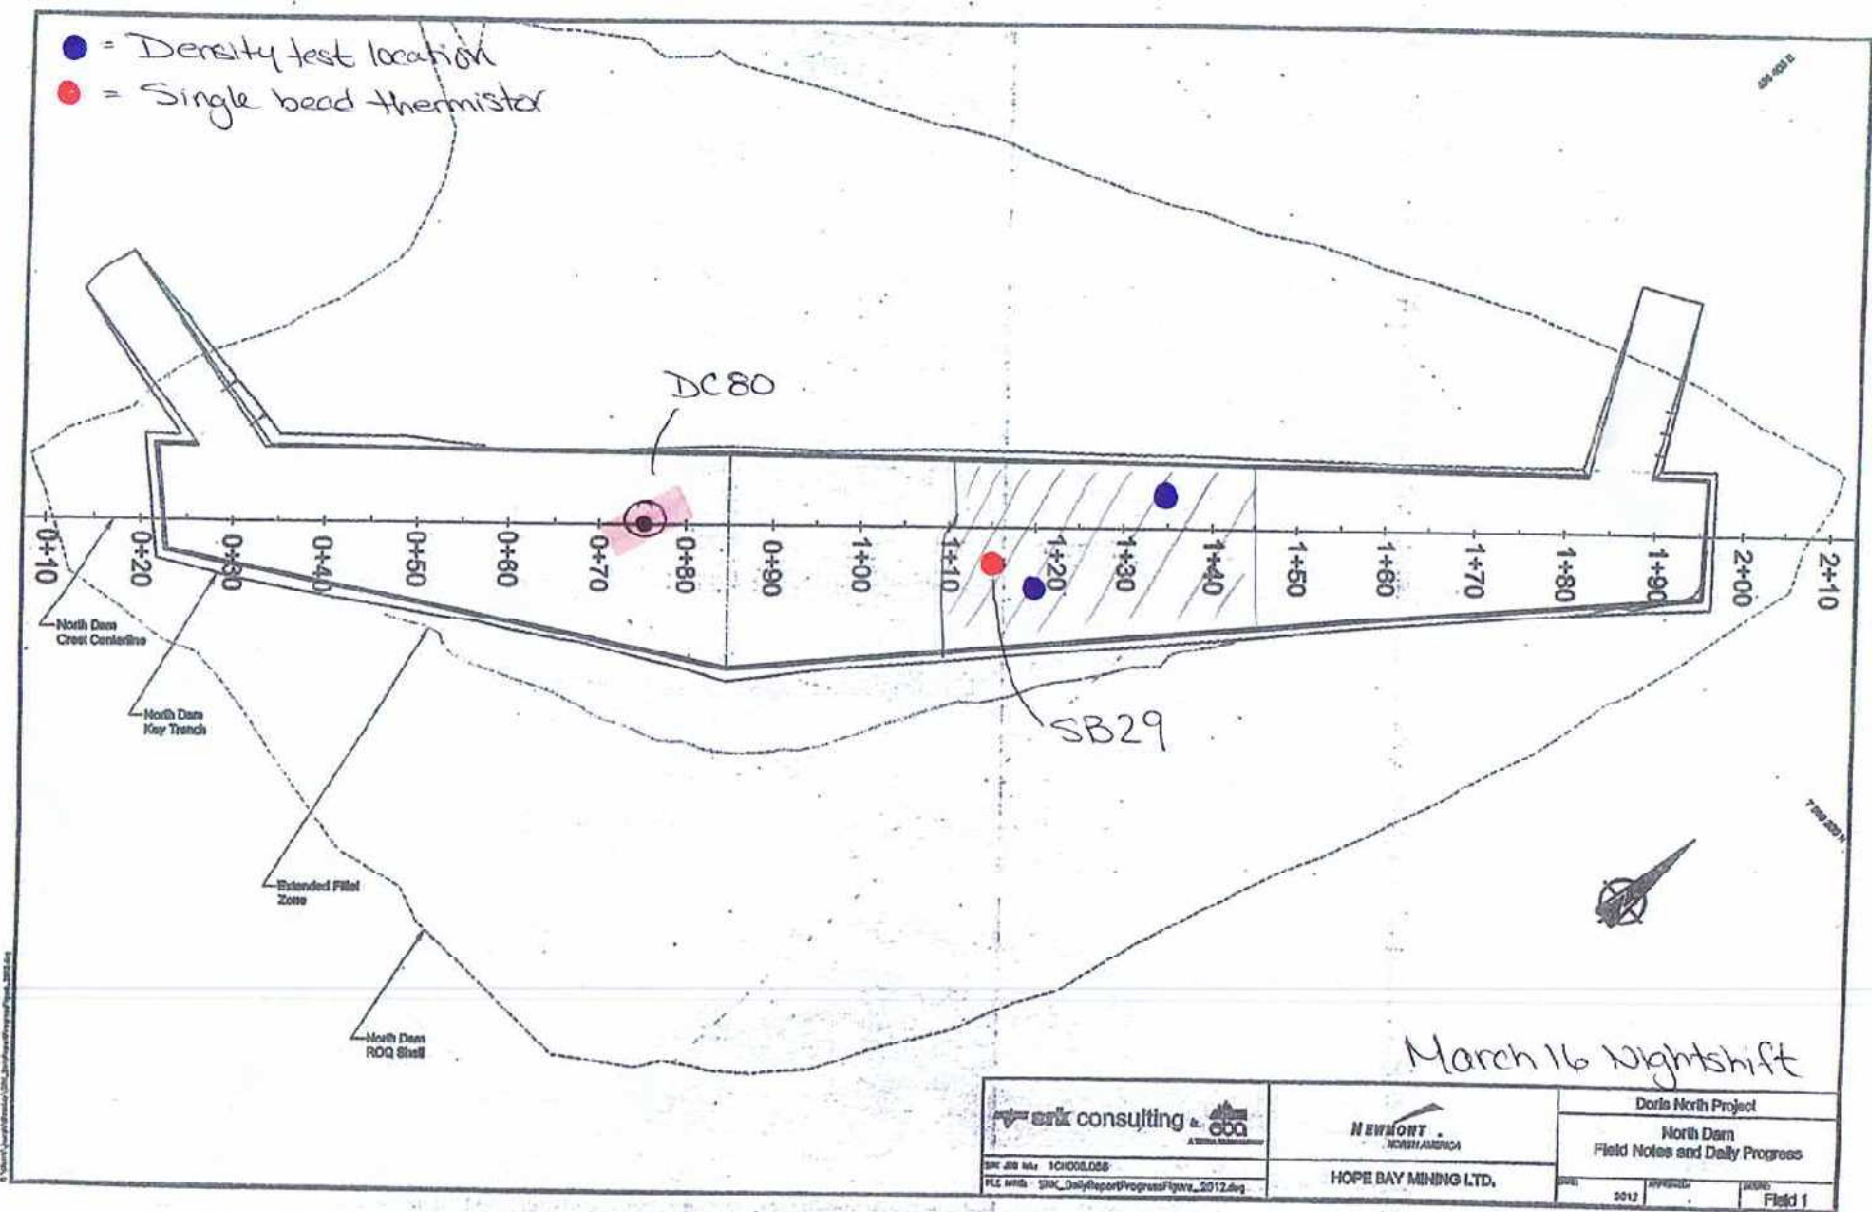 = Density test location
= Single bead thermistor
DC80
0+10
0+20
0+30
0+40
0+50
0+60
0+70
0+80
0+90
1+00
1+10
1+20
1+30
1+40
1+50
1+60
1+70
1+80
1+90
2+00
2+10
North Dam
Crest Centerline
SB29
North Dam
Key Trench
Extended Fillet
Zone
North Dam
ROQ Shell
March 16 Nightshift
srk consulting &
eba
NEWMONT
NORTH AMERICA
Doris North Project
North Dam
Field Notes and Daily Progress
HOPE BAY MINING LTD.
SRK_DailyReportProgressFigure_2012.dwg
2012
Field 1